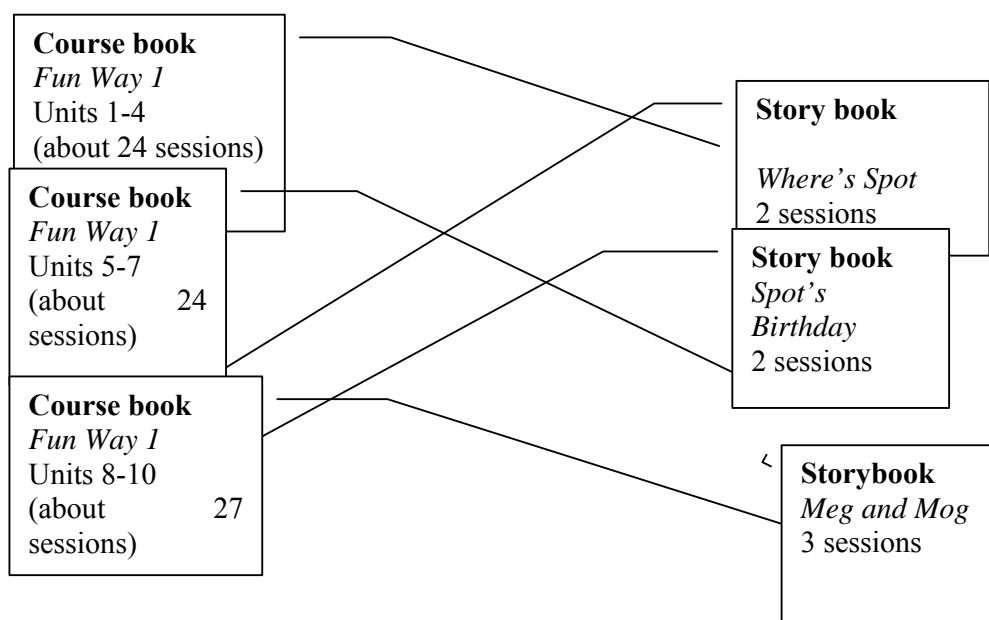 Course book
Fun Way 1
Units 1-4
(about 24 sessions)
Course book
Fun Way 1
Units 5-7
(about 24
sessions)
Course book
Fun Way 1
Units 8-10
(about 27
sessions)
Story book
Where’s Spot
2 sessions
Story book
Spot’s
Birthday
2 sessions
Storybook
Meg and Mog
3 sessions